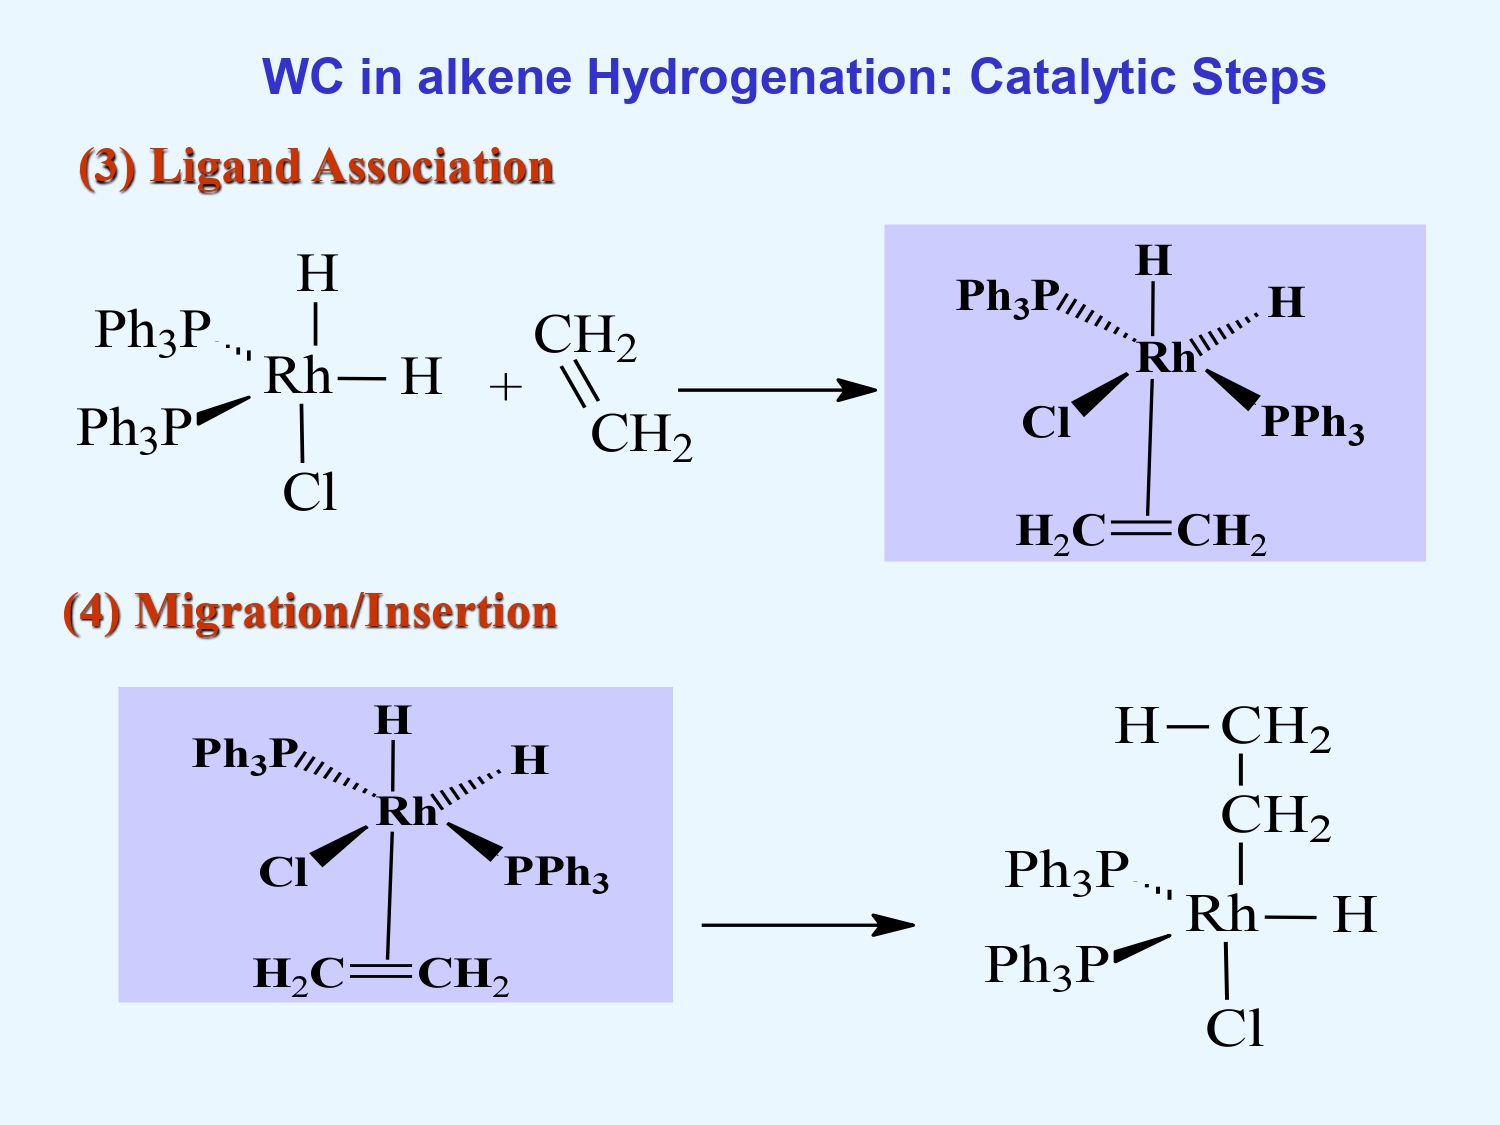 WC in alkene Hydrogenation: Catalytic Steps
(3) Ligand Association
H
Ph3P
Rh
H
Ph3P
Cl
+
CH2
CH2
H
Ph3P
H
Rh
Cl
PPh3
H2C
CH2
(4) Migration/Insertion
H
Ph3P
H
Rh
Cl
PPh3
H2C
CH2
H
CH2
CH2
Ph3P
Rh
H
Ph3P
Cl